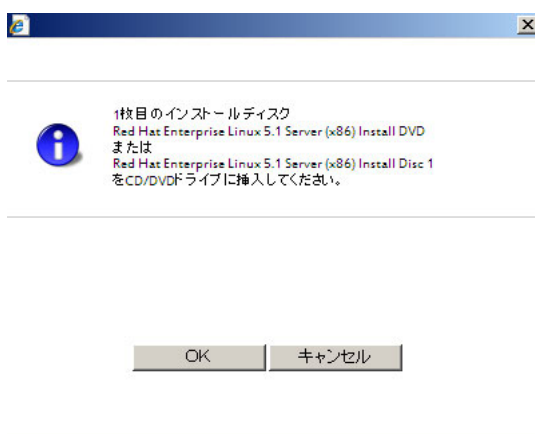 1枚目のインストールディスク
Red Hat Enterprise Linux 5.1 Server (x86) Install DVD
または
Red Hat Enterprise Linux 5.1 Server (x86) Install Disc 1
をCD/DVDドライブに挿入してください。
OK
キャンセル